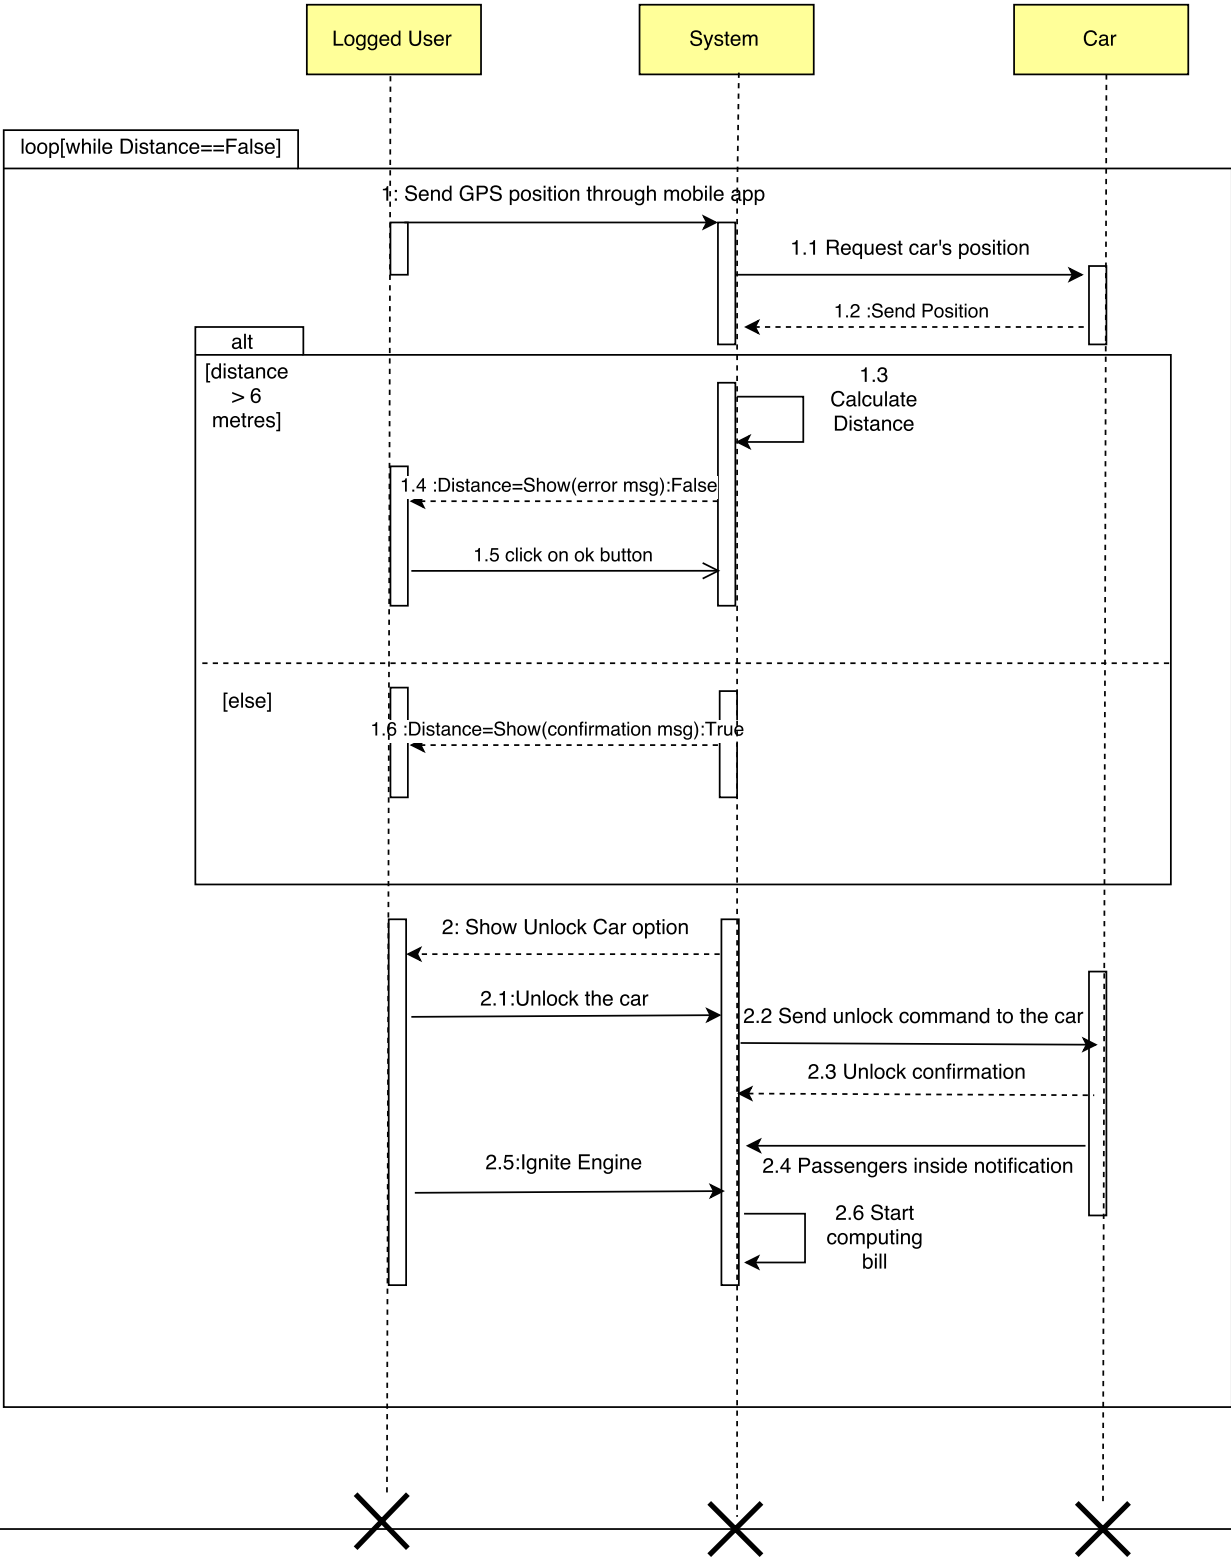 Logged User
System
Car
loop[while Distance==False]
1: Send GPS position through mobile app
1.1 Request car's position
1.2 :Send Position
alt
[distance
> 6
metres]
1.3
Calculate
Distance
1.4 :Distance=Show(error msg):False
1.5 click on ok button
[else]
1.6 :Distance=Show(confirmation msg):True
2: Show Unlock Car option
2.1:Unlock the car
2.2 Send unlock command to the car
2.3 Unlock confirmation
2.4 Passengers inside notification
2.5:Ignite Engine
2.6 Start
computing
bill